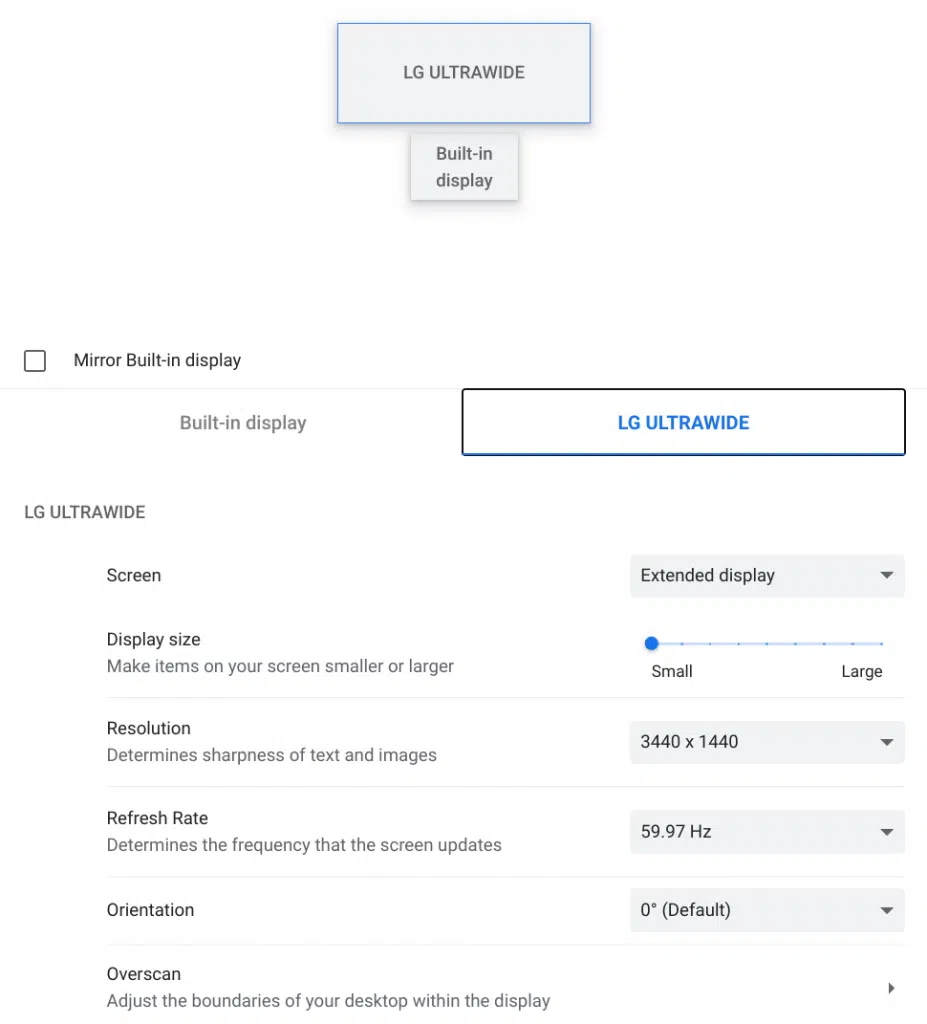 LG ULTRAWIDE
Built-in
display
Mirror Built-in display
Built-in display
LG ULTRAWIDE
LG ULTRAWIDE
Screen
Extended display
Display size
Make items on your screen smaller or larger
Small
Large
Resolution
Determines sharpness of text and images
3440 x 1440
Refresh Rate
Determines the frequency that the screen updates
59.97 Hz
Orientation
0° (Default)
Overscan
Adjust the boundaries of your desktop within the display